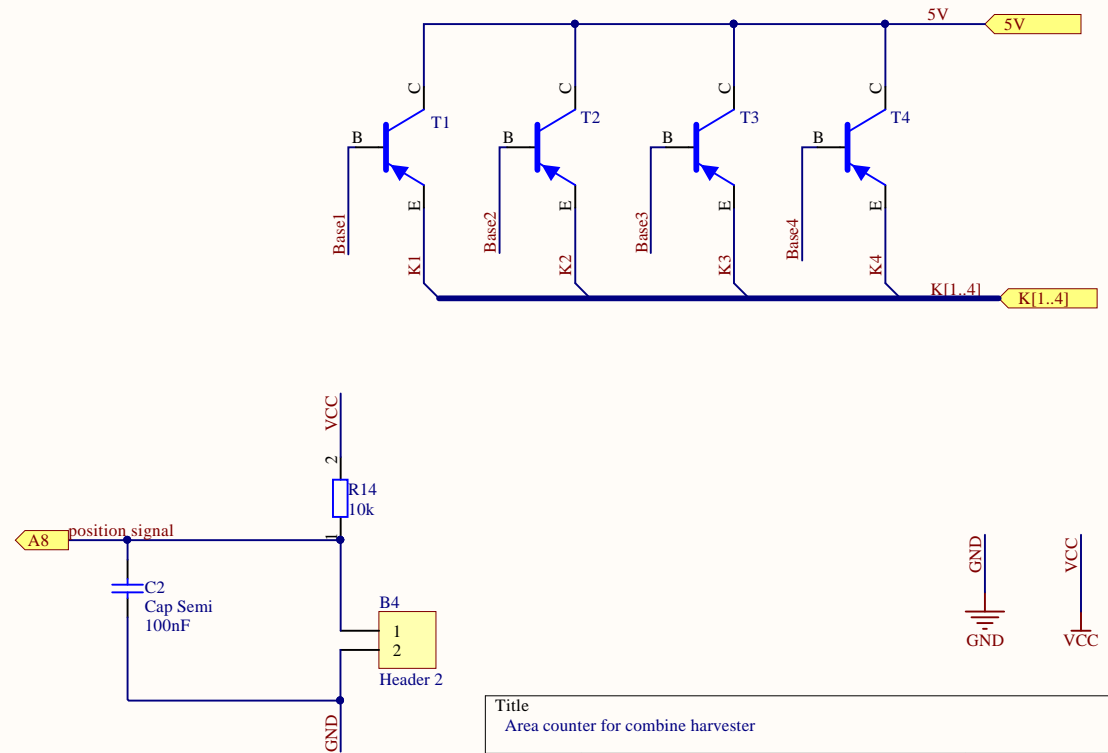 5V
5V
C
C
C
C
T1
T2
T3
T4
B
B
B
B
E
E
E
E
Base1
Base2
Base3
Base4
K1
K2
K3
K4
K[1..4]
K[1..4]
VCC
2
R14
10k
1
A8
position signal
C2
Cap Semi
100nF
B4
1
2
Header 2
GND
GND
GND
VCC
VCC
Title
Area counter for combine harvester